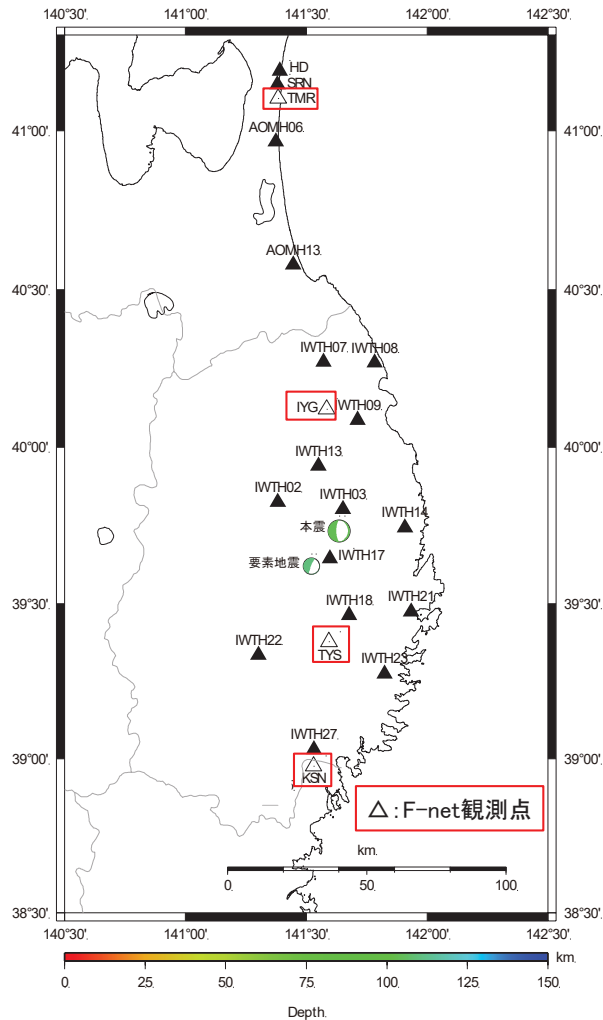 140°30'. 141°00'. 141°30'. 142°00'. 142°30'.
HD
SRN
TMR
41°00'. 41°00'.
AOMH06.
AOMH13.
40°30'. 40°30'.
IWTH07. IWTH08.
IYG IWTH09.
40°00'. 40°00'.
IWTH13.
IWTH02. IWTH03.
本震 IWTH14.
要素地震 IWTH17
39°30'. 39°30'.
IWTH18. IWTH21.
IWTH22. TYS IWTH23.
IWTH27.
39°00'. 39°00'.
KSN
△:F-net観測点
km.
0. 50. 100.
38°30'. 38°30'.
140°30'. 141°00'. 141°30'. 142°00'. 142°30'.
km.
0. 25. 50. 75. 100. 125. 150.
Depth.